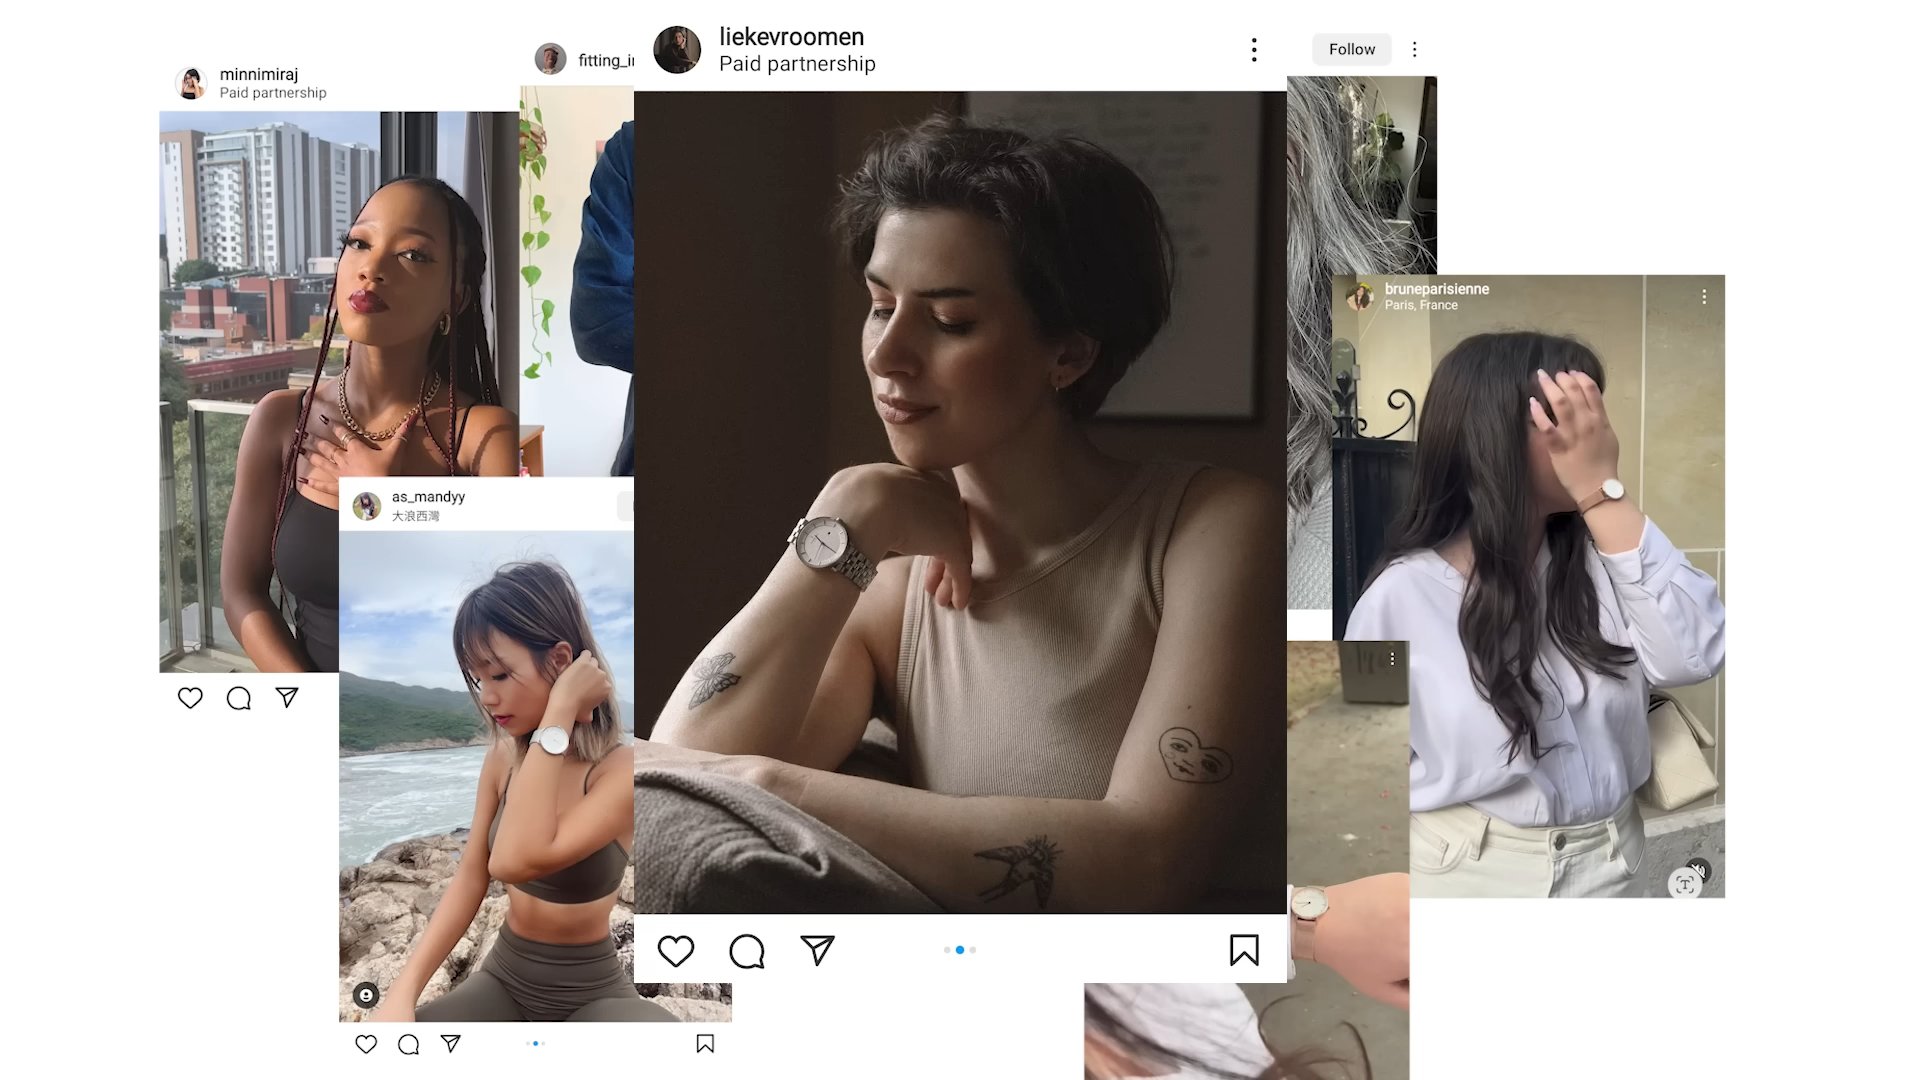 minnimiraj
Paid partnership
fitting_i
liekevroomen
Paid partnership
Follow
bruneparisienne
Paris, France
as_mandyy
大浪西灣